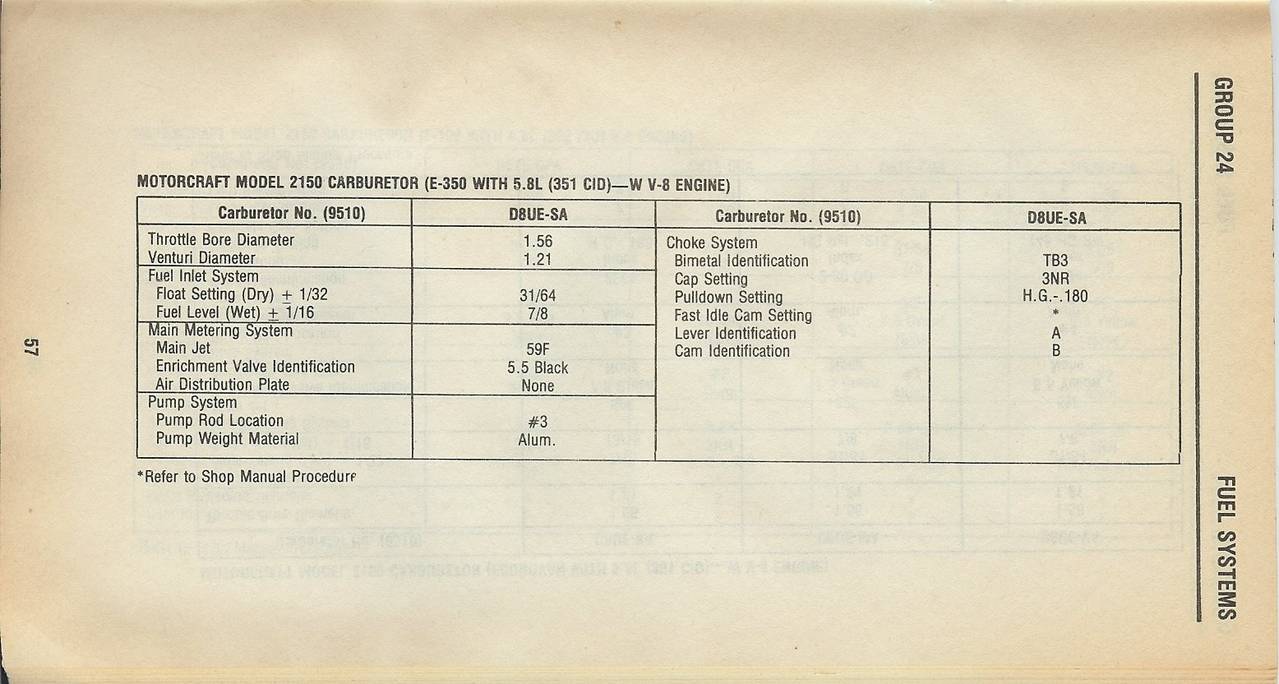 GROUP 24
FUEL SYSTEMS
MOTORCRAFT MODEL 2150 CARBURETOR (E-350 WITH 5.8L (351 CID)—W V-8 ENGINE)
Carburetor No. (9510) D8UE-SA Carburetor No. (9510) D8UE-SA
Throttle Bore Diameter 1.56
Venturi Diameter 1.21
Fuel Inlet System
Float Setting (Dry) ± 1/32 31/64
Fuel Level (Wet) ± 1/16 7/8
Main Metering System
Main Jet 59F
Enrichment Valve Identification 5.5 Black
Air Distribution Plate None
Pump System
Pump Rod Location #3
Pump Weight Material Alum.
Choke System
Bimetal Identification TB3
Cap Setting 3NR
Pulldown Setting H.G.-.180
Fast Idle Cam Setting *
Lever Identification A
Cam Identification B
*Refer to Shop Manual Procedure
57